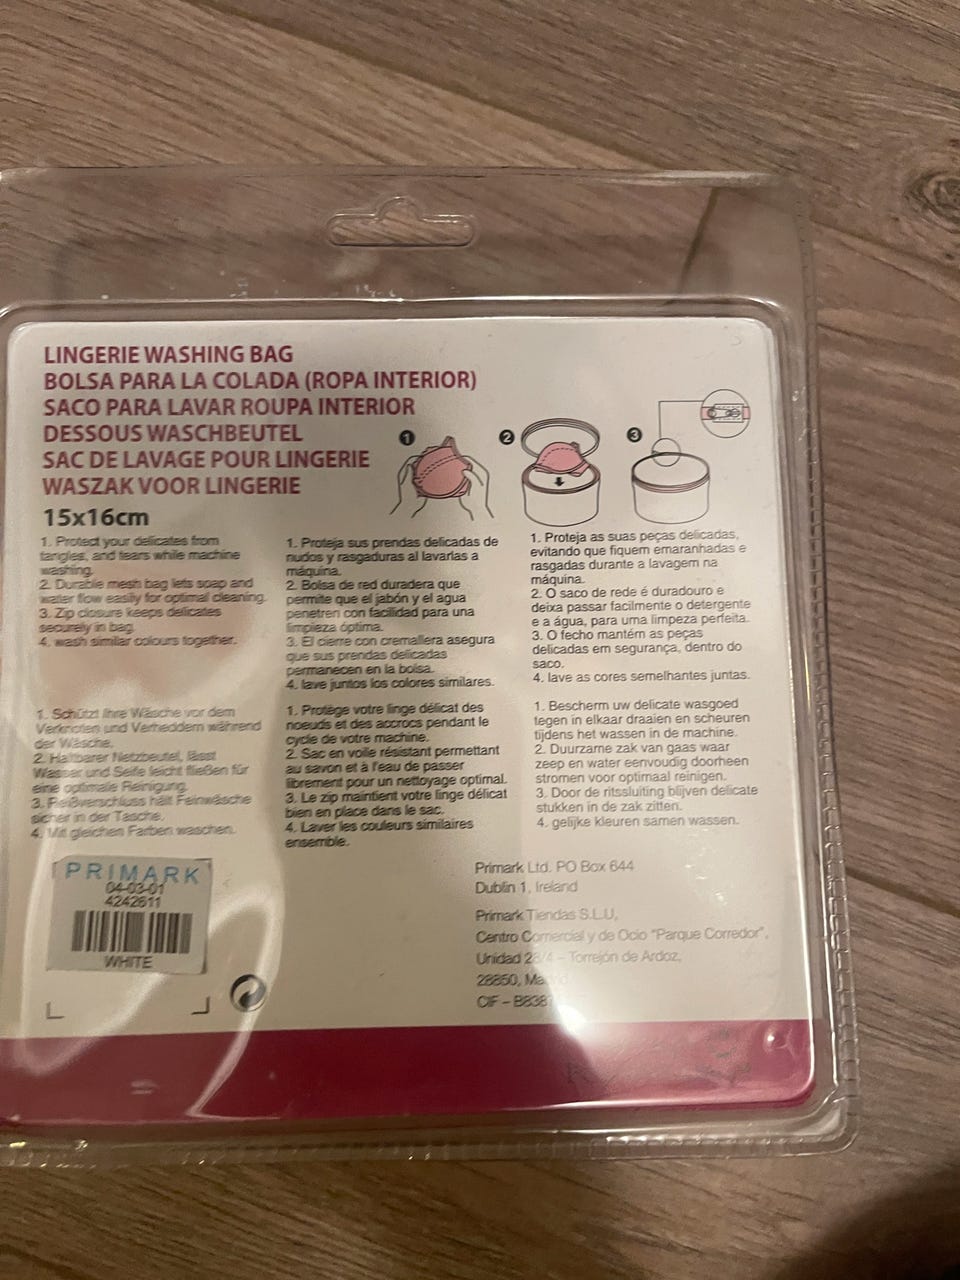 LINGERIE WASHING BAG
BOLSA PARA LA COLADA (ROPA INTERIOR)
SACO PARA LAVAR ROUPA INTERIOR
DESSOUS WASCHBEUTEL
SAC DE LAVAGE POUR LINGERIE
WASZAK VOOR LINGERIE
15x16cm
1
2
3
1. Protect your delicates from
tangles, and tears while machine
washing.
2. Durable mesh bag lets soap and
water flow easily for optimal cleaning.
3. Zip closure keeps delicates
securely in bag.
4. wash similar colours together.
1. Proteja sus prendas delicadas de
nudos y rasgaduras al lavarlas a
máquina.
2. Bolsa de red duradera que
permite que el jabón y el agua
penetren con facilidad para una
limpieza óptima.
3. El cierre con cremallera asegura
que sus prendas delicadas
permanecen en la bolsa.
4. lave juntos los colores similares.
1. Proteja as suas peças delicadas,
evitando que fiquem emaranhadas e
rasgadas durante a lavagem na
máquina.
2. O saco de rede é duradouro e
deixa passar facilmente o detergente
e a água, para uma limpeza perfeita.
3. O fecho mantém as peças
delicadas em segurança, dentro do
saco.
4. lave as cores semelhantes juntas.
1. Schützt Ihre Wäsche vor dem
Verknoten und Verheddern während
der Wäsche.
2. Haltbarer Netzbeutel, lässt
Wasser und Seife leicht fließen für
eine optimale Reinigung.
3. Reißverschluss hält Feinwäsche
sicher in der Tasche.
4. Mit gleichen Farben waschen.
1. Protège votre linge délicat des
noeuds et des accrocs pendant le
cycle de votre machine.
2. Sac en voile résistant permettant
au savon et à l'eau de passer
librement pour un nettoyage optimal.
3. Le zip maintient votre linge délicat
bien en place dans le sac.
4. Laver les couleurs similaires
ensemble.
1. Bescherm uw delicate wasgoed
tegen in elkaar draaien en scheuren
tijdens het wassen in de machine.
2. Duurzame zak van gaas waar
zeep en water eenvoudig doorheen
stromen voor optimaal reinigen.
3. Door de ritssluiting blijven delicate
stukken in de zak zitten.
4. gelijke kleuren samen wassen.
PRIMARK
04-03-01
4242611
WHITE
Primark Ltd. PO Box 644
Dublin 1, Ireland
Primark Tiendas S.L.U,
Centro Comercial y de Ocio "Parque Corredor",
Unidad – Torrejón de Ardoz,
28850,
CIF –